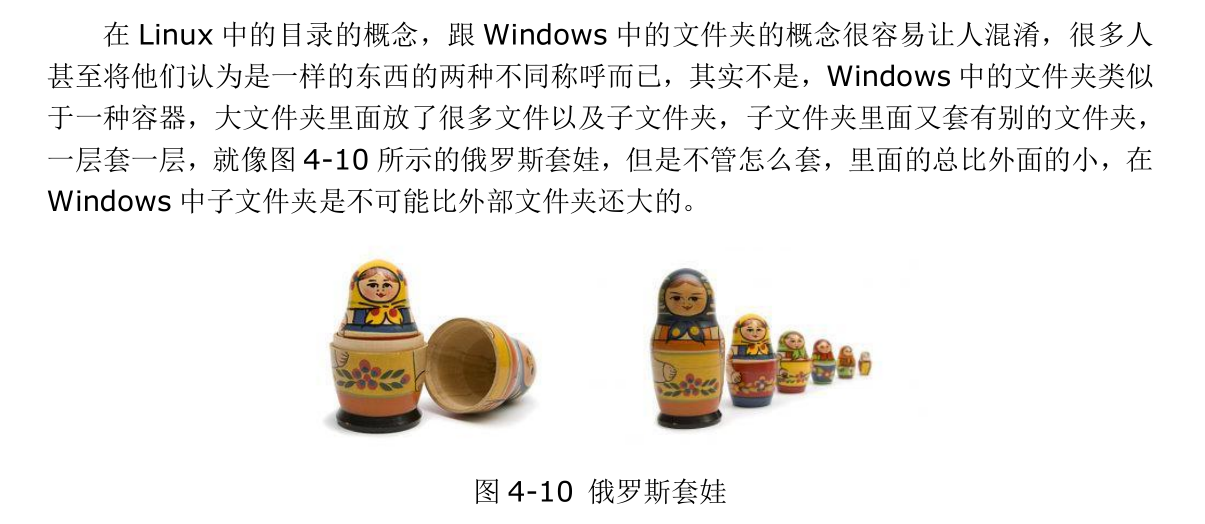 在 Linux 中的目录的概念，跟 Windows 中的文件夹的概念很容易让人混淆，很多人
甚至将他们认为是一样的东西的两种不同称呼而已，其实不是，Windows 中的文件夹类似
于一种容器，大文件夹里面放了很多文件以及子文件夹，子文件夹里面又套有别的文件夹，
一层套一层，就像图 4-10 所示的俄罗斯套娃，但是不管怎么套，里面的总比外面的小，在
Windows 中子文件夹是不可能比外部文件夹还大的。
图 4-10 俄罗斯套娃